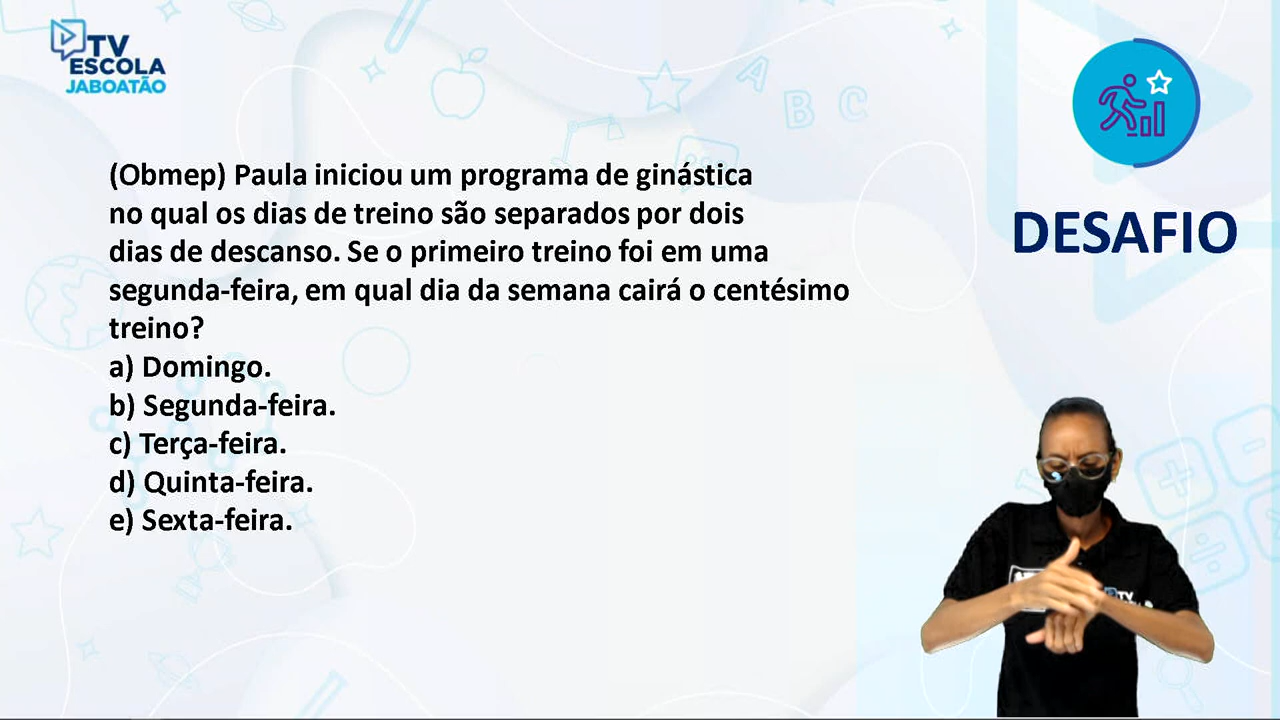 TV
ESCOLA
JABOATÃO
A B C
DESAFIO
(Obmep) Paula iniciou um programa de ginástica
no qual os dias de treino são separados por dois
dias de descanso. Se o primeiro treino foi em uma
segunda-feira, em qual dia da semana cairá o centésimo
treino?
a) Domingo.
b) Segunda-feira.
c) Terça-feira.
d) Quinta-feira.
e) Sexta-feira.